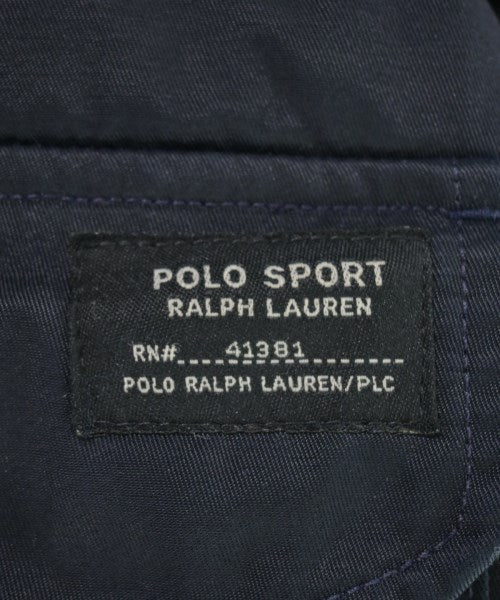 POLO SPORT
RALPH LAUREN
RN# 41381
POLO RALPH LAUREN/PLC